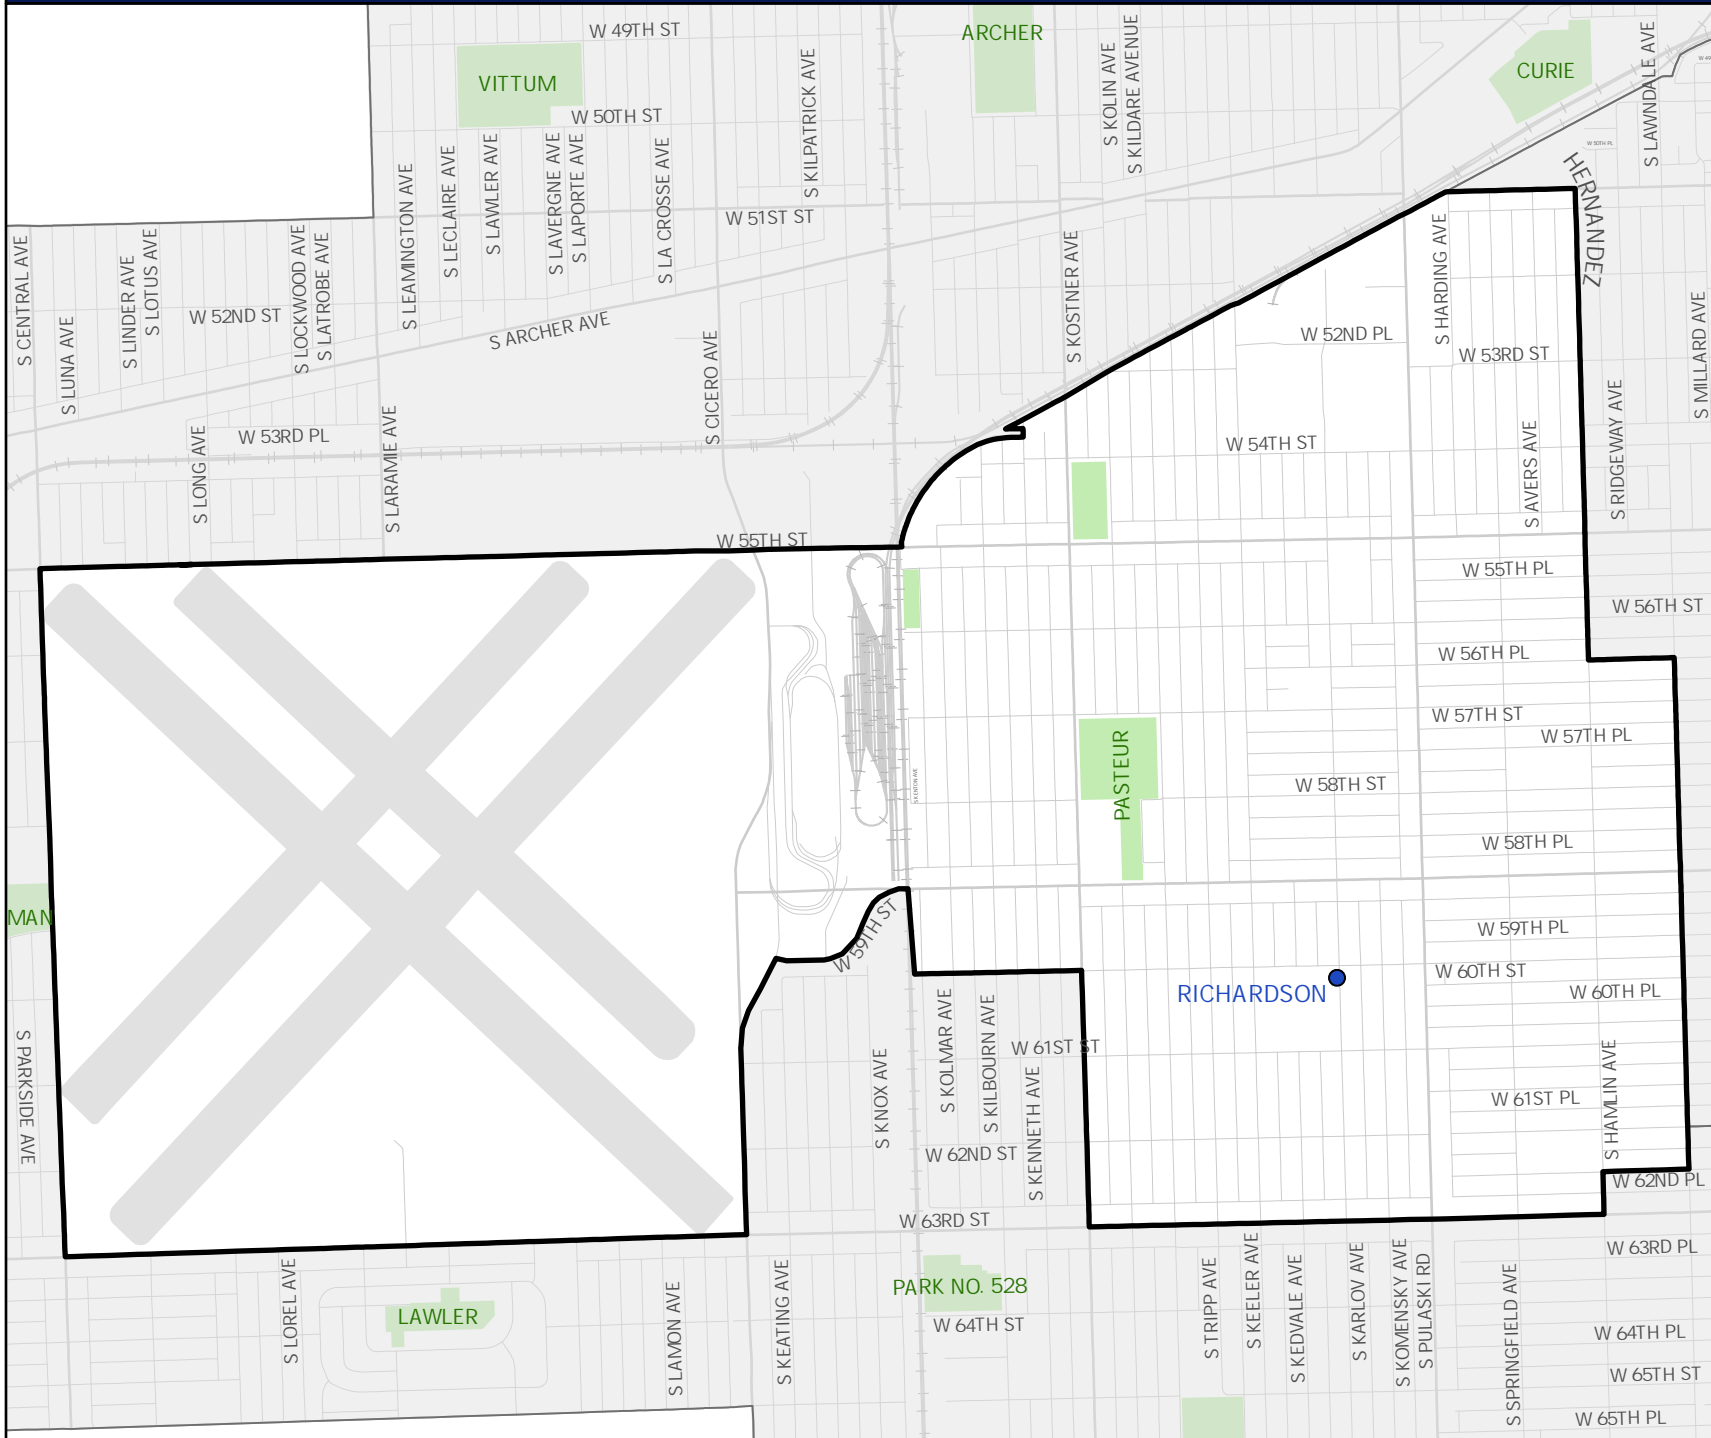 W 49TH ST
ARCHER
VITTUM
CURIE
W 50TH ST
S KILPATRICK AVE
S KOLIN AVE
S KILDARE AVENUE
S LAWNDALE AVE
W 50TH PL
HERNANDEZ
S LEAMINGTON AVE
S LECLAIRE AVE
S LAWLER AVE
S LAVERGNE AVE
S LAPORTE AVE
S LA CROSSE AVE
W 51ST ST
S CENTRAL AVE
S LUNA AVE
S LINDER AVE
S LOTUS AVE
W 52ND ST
S LOCKWOOD AVE
S LATROBE AVE
S ARCHER AVE
S CICERO AVE
S KOSTNER AVE
W 52ND PL
S HARDING AVE
W 53RD ST
S MILLARD AVE
S RIDGEWAY AVE
S AVERS AVE
W 53RD PL
S LONG AVE
S LARAMIE AVE
W 54TH ST
W 55TH ST
W 55TH PL
W 56TH ST
W 56TH PL
W 57TH ST
W 57TH PL
PASTEUR
S KENTON AVE
W 58TH ST
W 58TH PL
MAN
W 59TH ST
W 59TH PL
W 60TH ST
W 60TH PL
RICHARDSON
S PARKSIDE AVE
S KNOX AVE
S KOLMAR AVE
S KILBOURN AVE
W 61ST ST
S KENNETH AVE
W 61ST PL
S HAMLIN AVE
W 62ND ST
W 62ND PL
W 63RD ST
W 63RD PL
PARK NO. 528
LAWLER
S LOREL AVE
S LAMON AVE
S KEATING AVE
W 64TH ST
S TRIPP AVE
S KEELER AVE
S KEDVALE AVE
S KARLOV AVE
S KOMENSKY AVE
S PULASKI RD
S SPRINGFIELD AVE
W 64TH PL
W 65TH ST
W 65TH PL